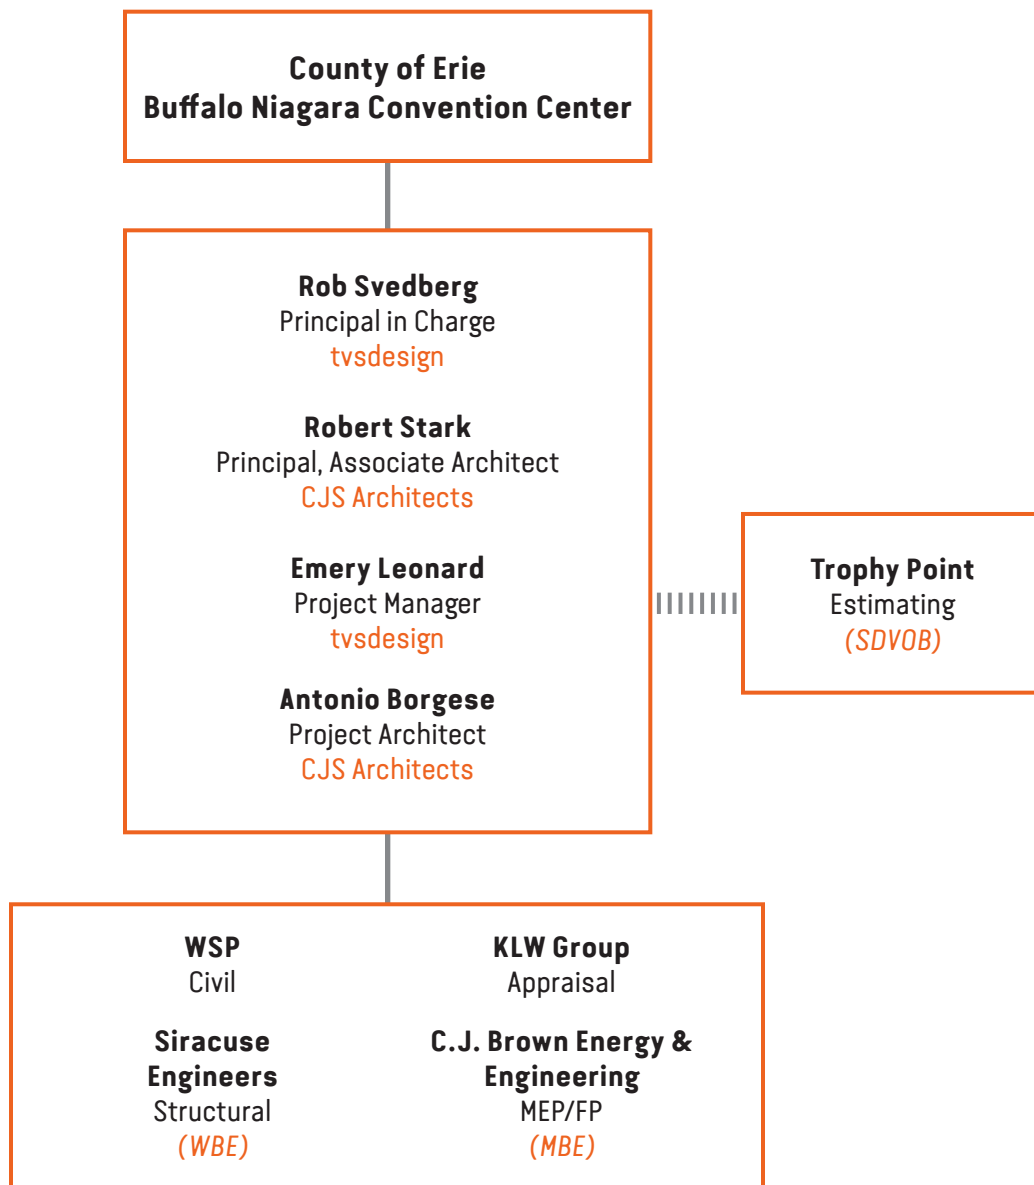 County of Erie
Buffalo Niagara Convention Center
Rob Svedberg
Principal in Charge
tvsdesign
Robert Stark
Principal, Associate Architect
CJS Architects
Emery Leonard
Project Manager
tvsdesign
Antonio Borgese
Project Architect
CJS Architects
Trophy Point
Estimating
(SDVOB)
WSP
Civil
Siracuse
Engineers
Structural
(WBE)
KLW Group
Appraisal
C.J. Brown Energy &
Engineering
MEP/FP
(MBE)